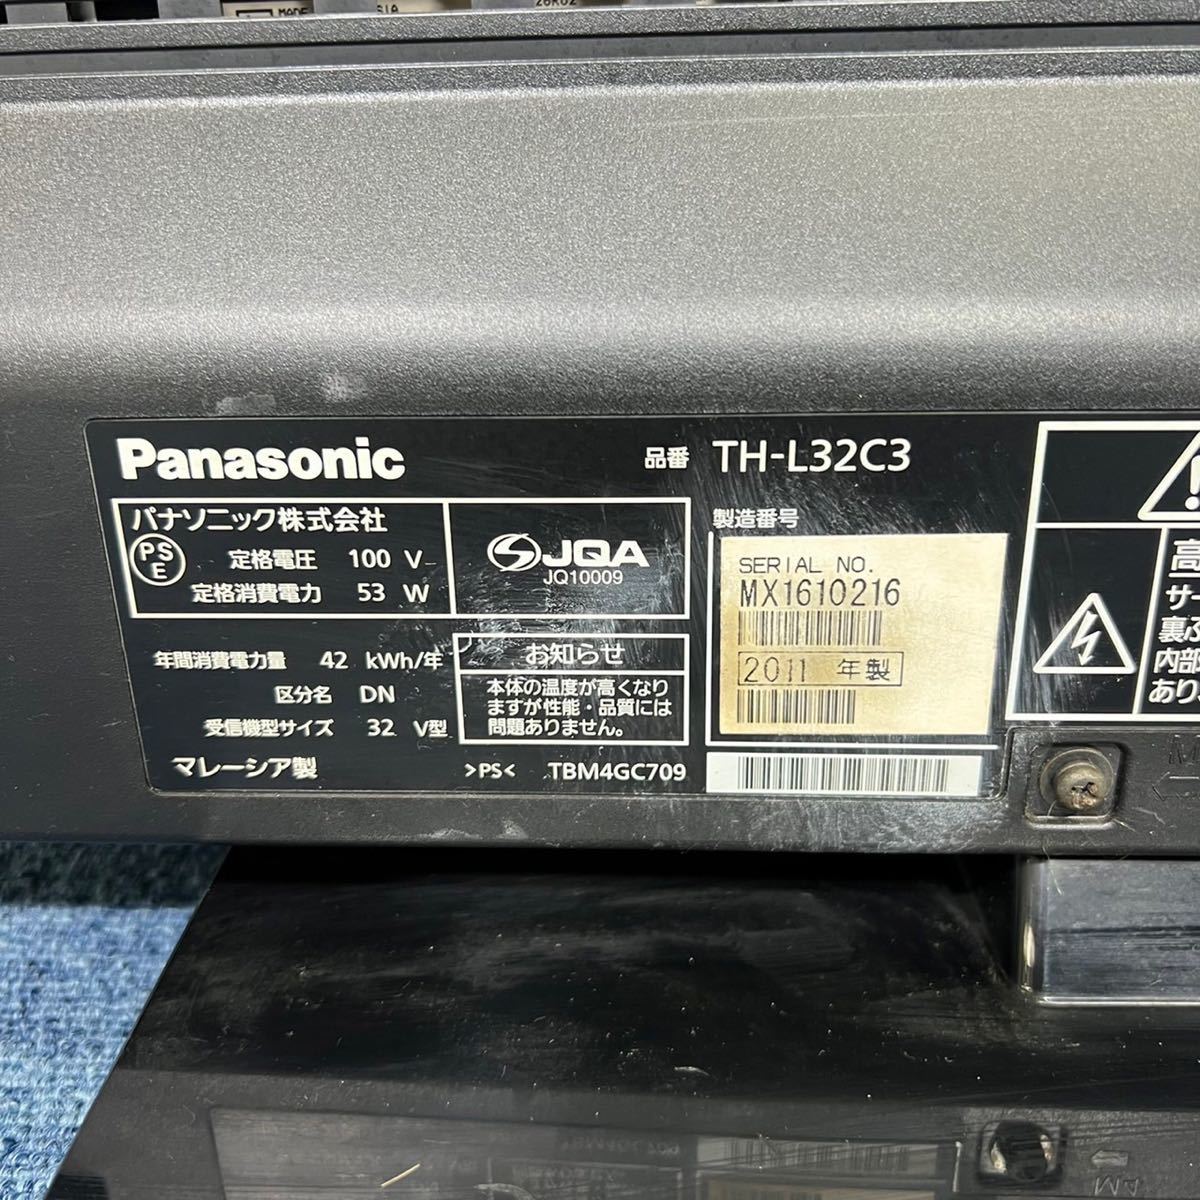 MADE
26R02
Panasonic
品番 TH-L32C3
パナソニック株式会社
PS
E
定格電圧 100 V
定格消費電力 53 W
JQA
JQ10009
年間消費電力量 42 kWh/年
区分名 DN
受信機型サイズ 32 V型
マレーシア製
お知らせ
本体の温度が高くなり
ますが性能・品質には
問題ありません。
>PS< TBM4GC709
製造番号
SERIAL NO.
MX1610216
2011 年製
高
サー
裏ぶ
内部
あり